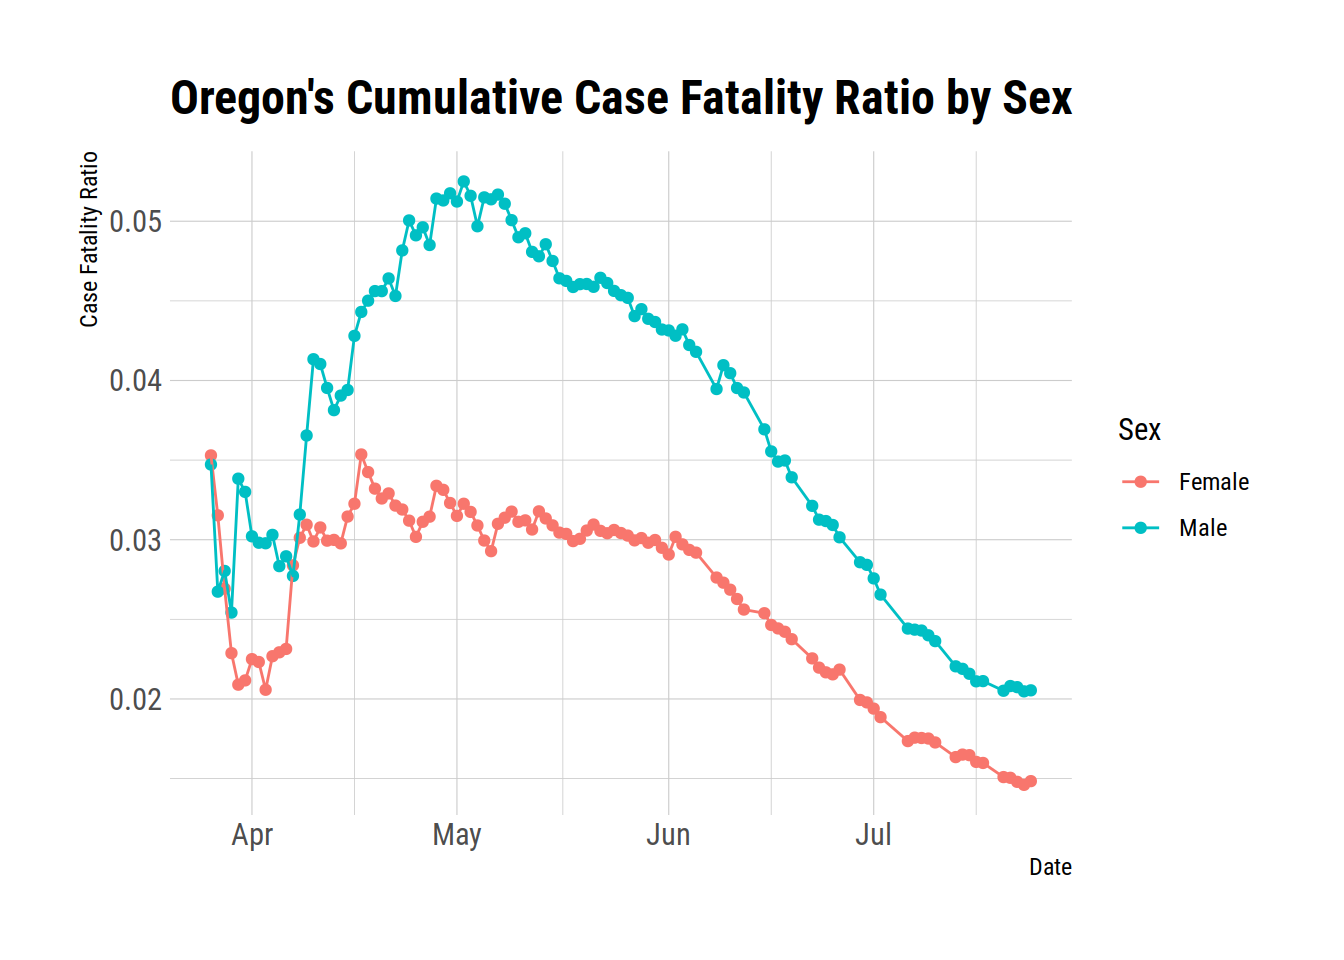 Oregon's Cumulative Case Fatality Ratio by Sex
Case Fatality Ratio
0.05
0.04
0.03
0.02
Apr
May
Jun
Jul
Date
Sex
Female
Male